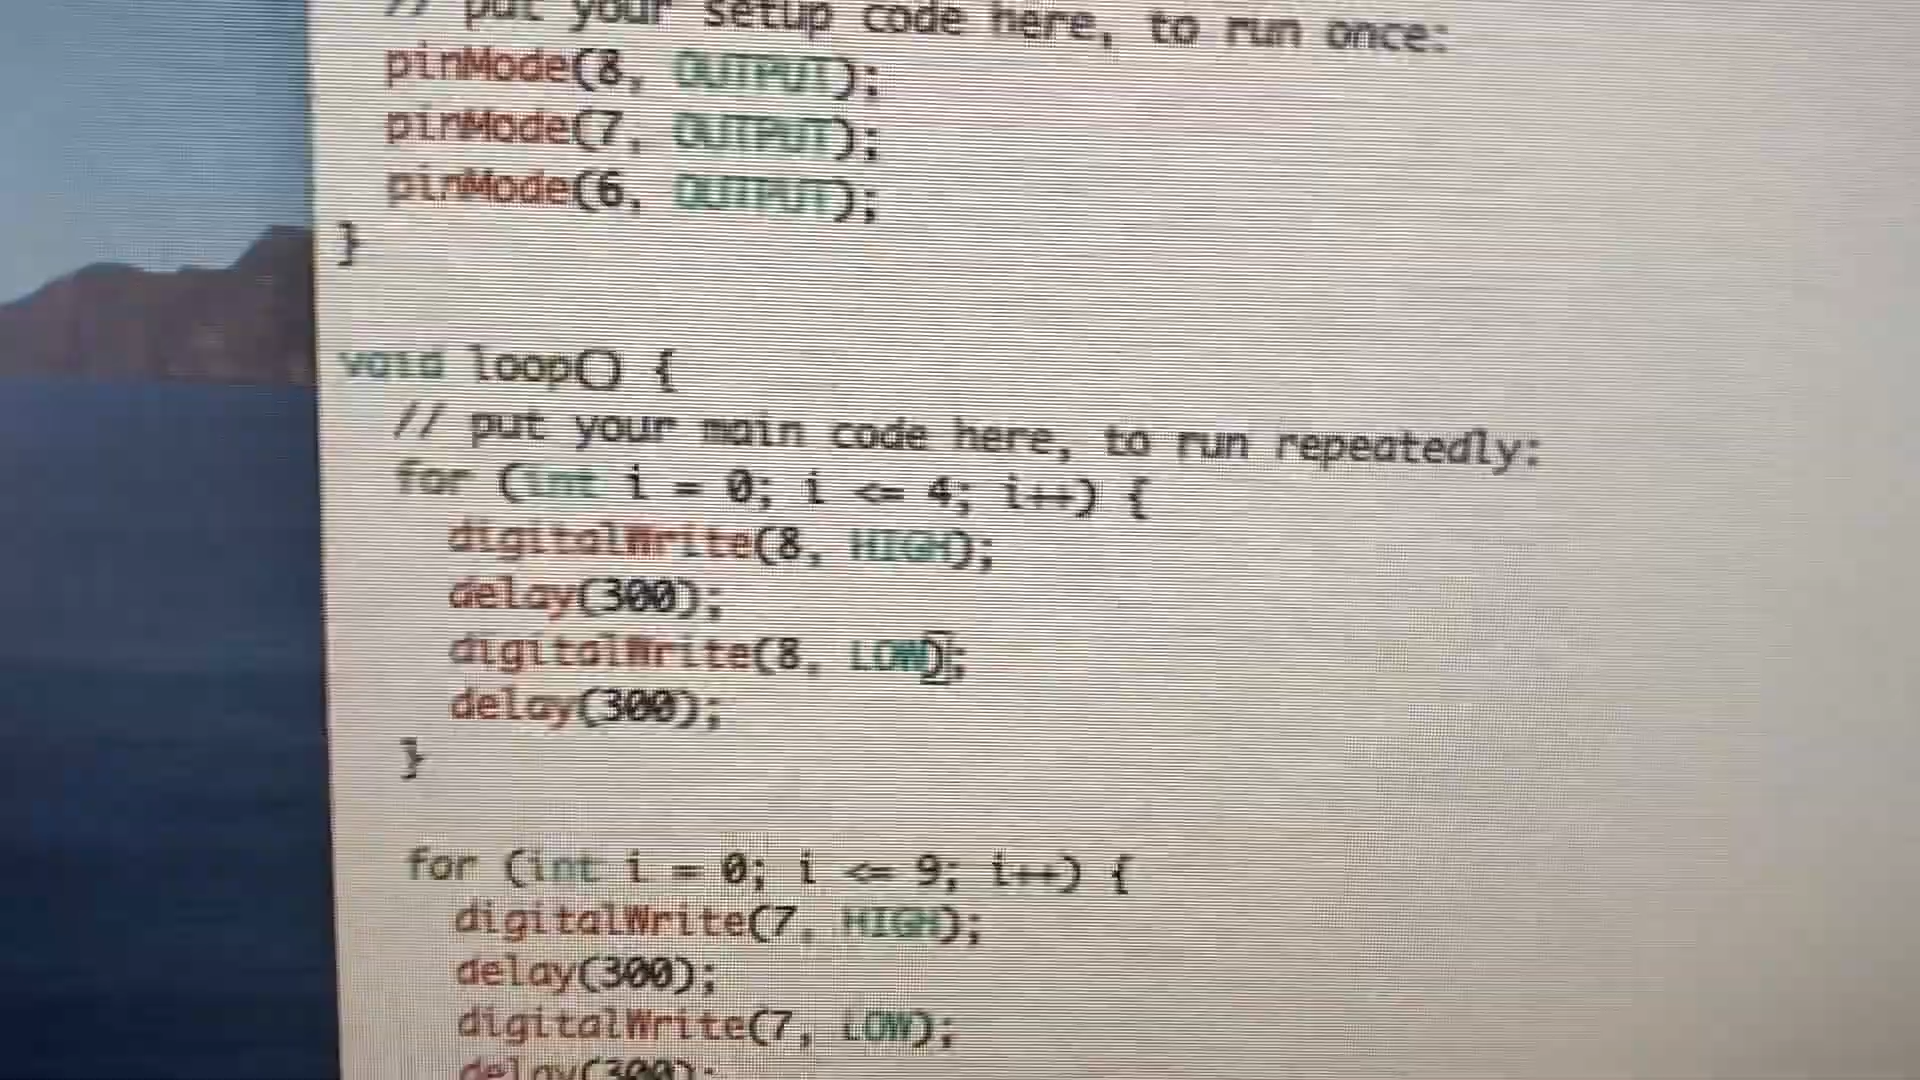 // put your setup code here, to run once:
pinMode(8, OUTPUT);
pinMode(7, OUTPUT);
pinMode(6, OUTPUT);
}
void loop() {
// put your main code here, to run repeatedly:
for (int i = 0; i <= 4; i++) {
digitalWrite(8, HIGH);
delay(300);
digitalWrite(8, LOW);
delay(300);
}
for (int i = 0; i <= 9; i++) {
digitalWrite(7, HIGH);
delay(300);
digitalWrite(7, LOW);
delay(300);